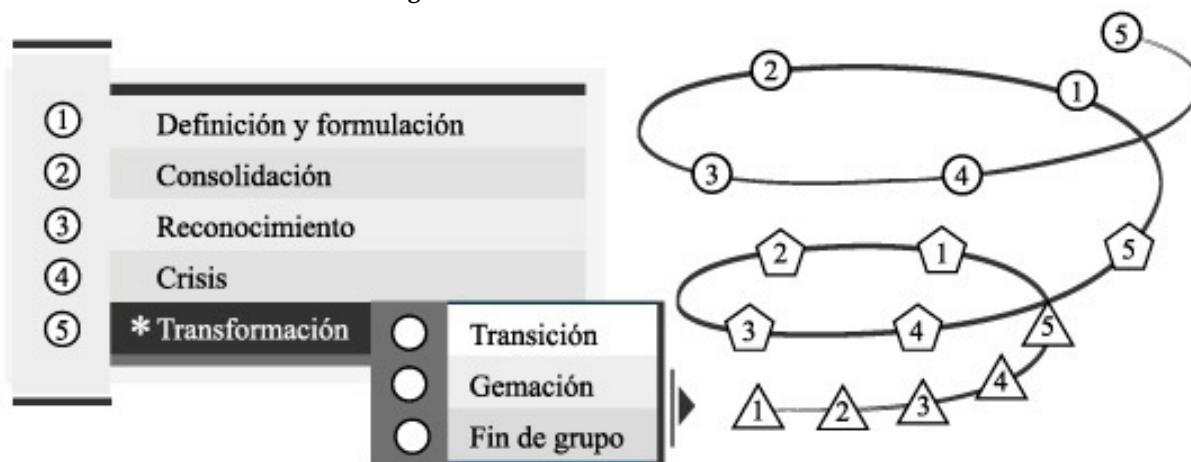 1 Definición y formulación
2 Consolidación
3 Reconocimiento
4 Crisis
5 * Transformación
Transición
Gemación
Fin de grupo
5
2 1
3 4
2 1 5
3 4 5
1 2 3 4